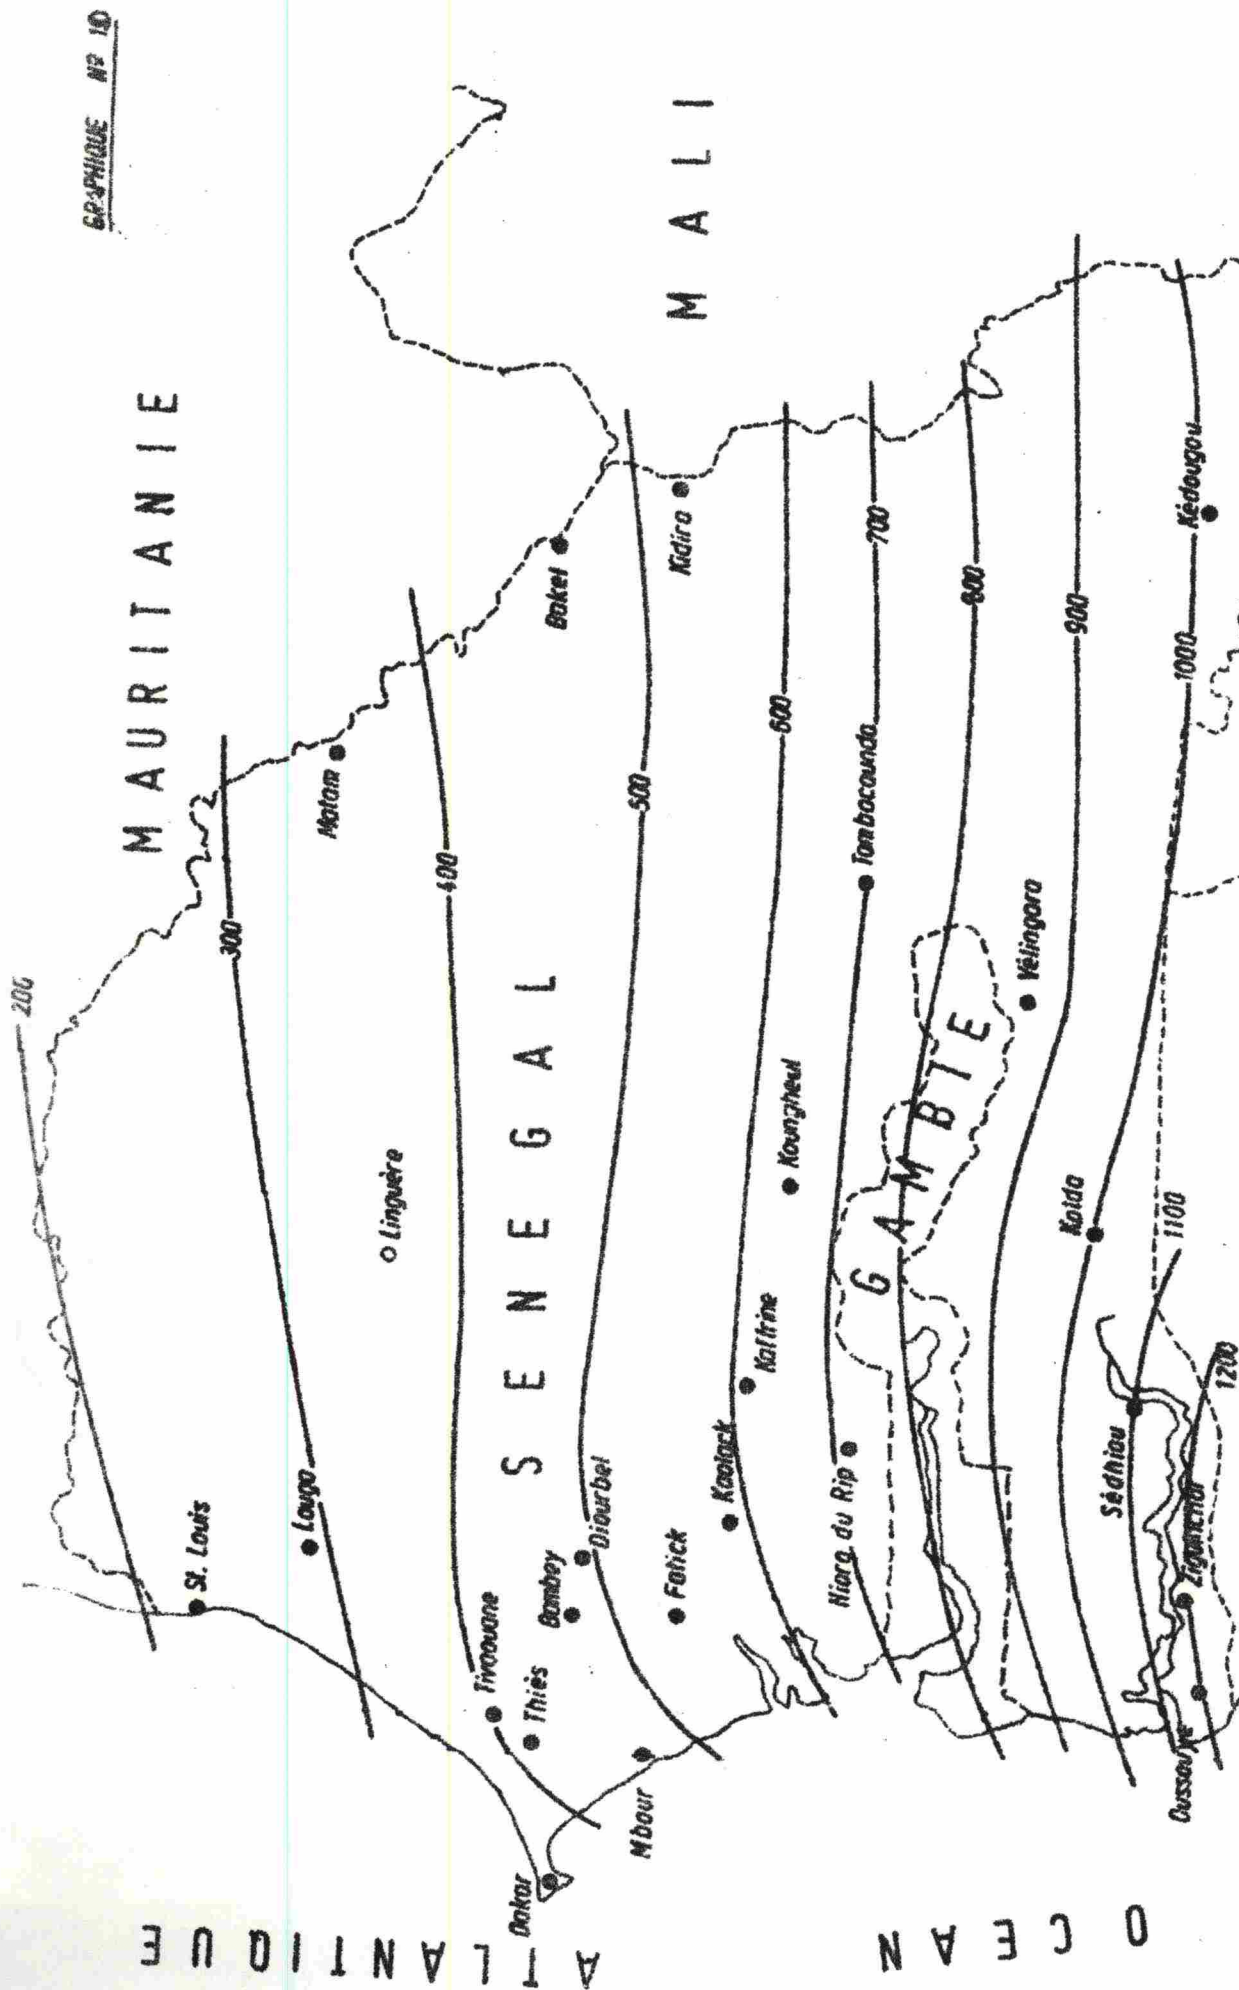 GRAPHIQUE Nº 10
MAURITANIE
MALI
SENEGAL
GAMBIE
OCEAN
ATLANTIQUE
200
300
400
500
600
700
800
900
1000
1100
1200
St. Louis
Louga
Matam
Linguère
Bakel
Kidira
Tivaouane
Thiès
Dakar
Mbour
Bambey
Diourbel
Fatick
Kaolack
Kaffrine
Koungheul
Tambacounda
Niora du Rip
Vélingara
Kolda
Kédougou
Sédhiou
Ziguinchor
Oussouye